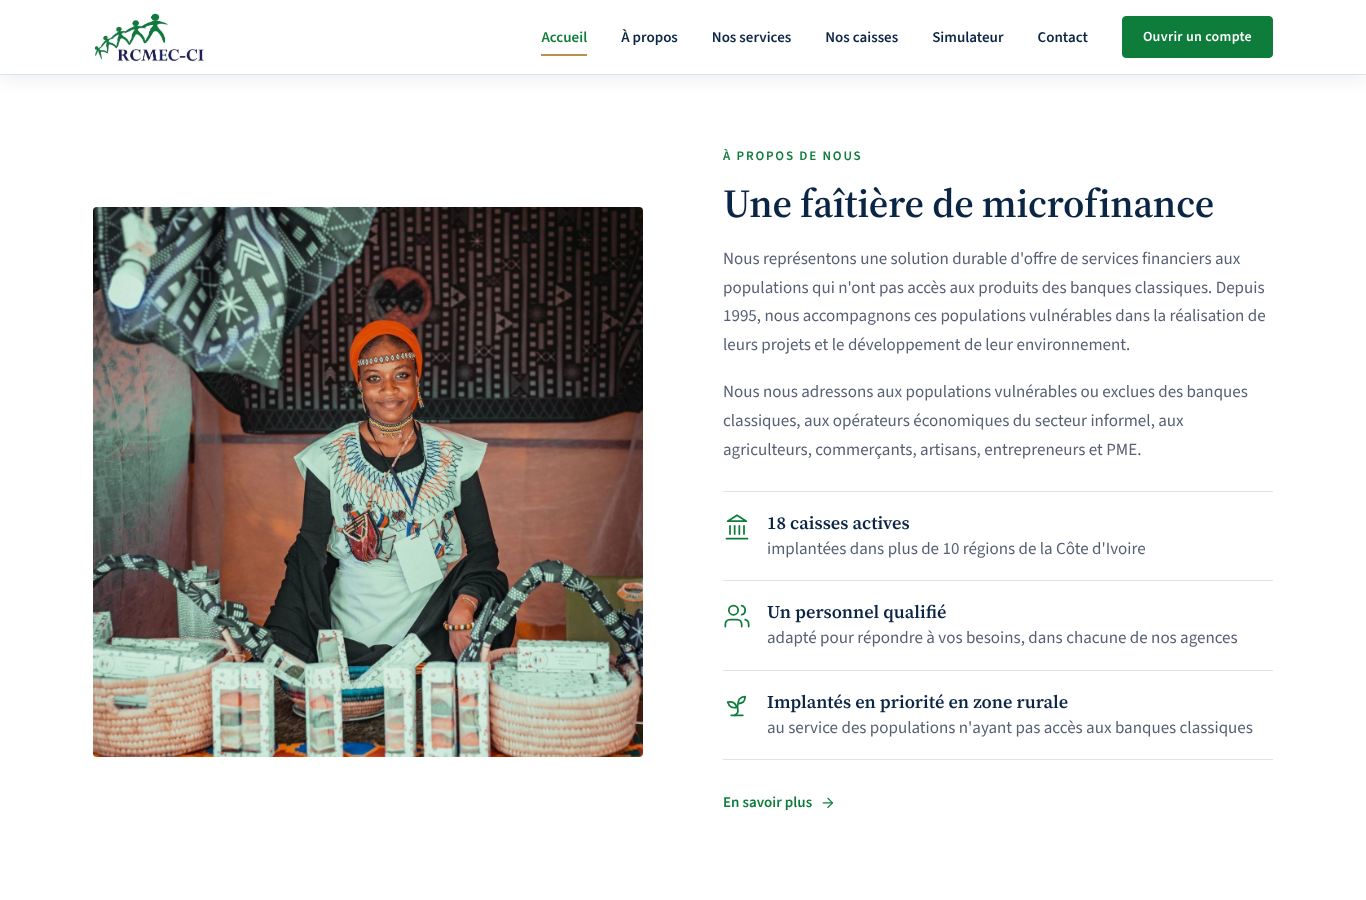 RCMEC-CI
Accueil
À propos
Nos services
Nos caisses
Simulateur
Contact
Ouvrir un compte
À PROPOS DE NOUS
Une faîtière de microfinance
Nous représentons une solution durable d'offre de services financiers aux
populations qui n'ont pas accès aux produits des banques classiques. Depuis
1995, nous accompagnons ces populations vulnérables dans la réalisation de
leurs projets et le développement de leur environnement.
Nous nous adressons aux populations vulnérables ou exclues des banques
classiques, aux opérateurs économiques du secteur informel, aux
agriculteurs, commerçants, artisans, entrepreneurs et PME.
18 caisses actives
implantées dans plus de 10 régions de la Côte d'Ivoire
Un personnel qualifié
adapté pour répondre à vos besoins, dans chacune de nos agences
Implantés en priorité en zone rurale
au service des populations n'ayant pas accès aux banques classiques
En savoir plus